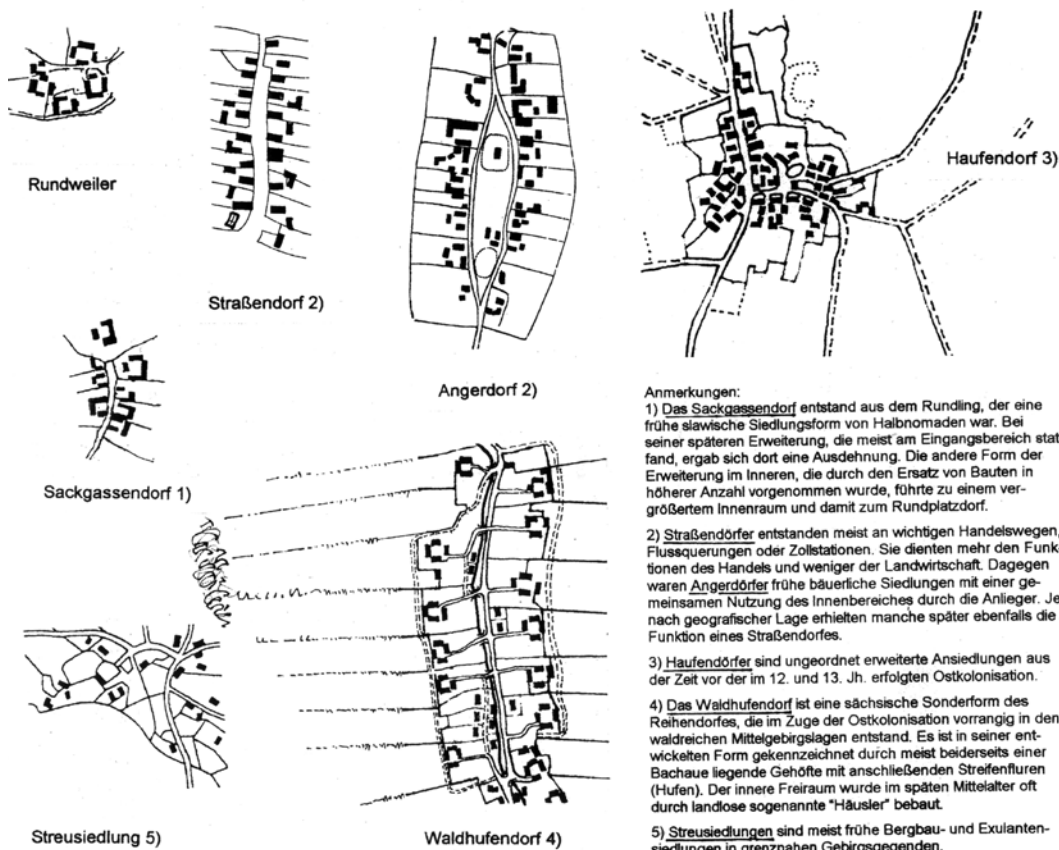 Rundweiler
Straßendorf 2)
Angerdorf 2)
Haufendorf 3)
Sackgassendorf 1)
Streusiedlung 5)
Waldhufendorf 4)
Anmerkungen:
1) Das Sackgassendorf entstand aus dem Rundling, der eine
frühe slawische Siedlungsform von Halbnomaden war. Bei
seiner späteren Erweiterung, die meist am Eingangsbereich stat
fand, ergab sich dort eine Ausdehnung. Die andere Form der
Erweiterung im Inneren, die durch den Ersatz von Bauten in
höherer Anzahl vorgenommen wurde, führte zu einem ver-
größertem Innenraum und damit zum Rundplatzdorf.
2) Straßendörfer entstanden meist an wichtigen Handelswegen,
Flussquerungen oder Zollstationen. Sie dienten mehr den Funk
tionen des Handels und weniger der Landwirtschaft. Dagegen
waren Angerdörfer frühe bäuerliche Siedlungen mit einer ge-
meinsamen Nutzung des Innenbereiches durch die Anlieger. Je
nach geografischer Lage erhielten manche später ebenfalls die
Funktion eines Straßendorfes.
3) Haufendörfer sind ungeordnet erweiterte Ansiedlungen aus
der Zeit vor der im 12. und 13. Jh. erfolgten Ostkolonisation.
4) Das Waldhufendorf ist eine sächsische Sonderform des
Reihendorfes, die im Zuge der Ostkolonisation vorrangig in den
waldreichen Mittelgebirgslagen entstand. Es ist in seiner ent-
wickelten Form gekennzeichnet durch meist beiderseits einer
Bachaue liegende Gehöfte mit anschließenden Streifenfluren
(Hufen). Der innere Freiraum wurde im späten Mittelalter oft
durch landlose sogenannte "Häusler" bebaut.
5) Streusiedlungen sind meist frühe Bergbau- und Exulanten-
siedlungen in grenznahen Gebirgsgegenden.